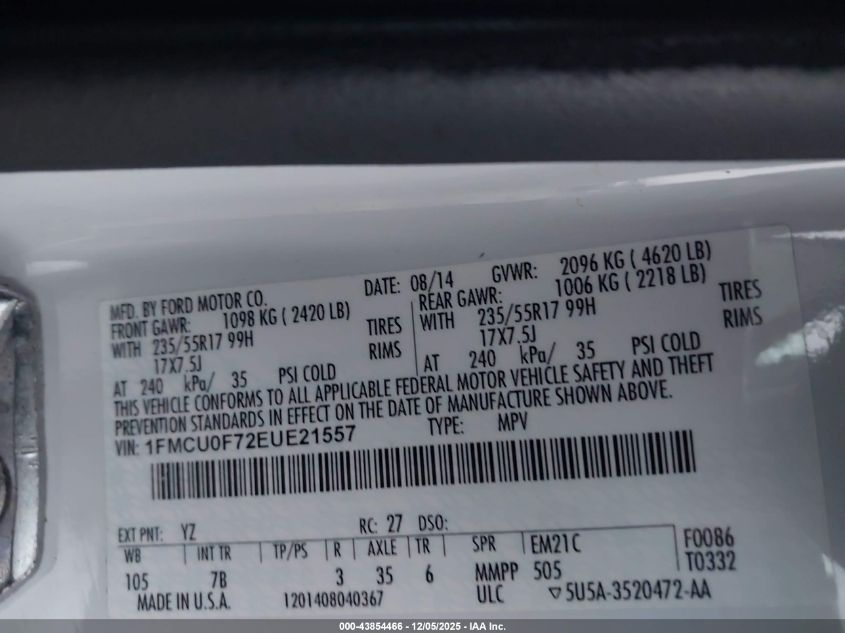 MFD. BY FORD MOTOR CO. DATE: 08/14 GVWR: 2096 KG ( 4620 LB)
FRONT GAWR: 1098 KG ( 2420 LB) REAR GAWR: 1006 KG ( 2218 LB)
WITH 235/55R17 99H TIRES WITH 235/55R17 99H TIRES
17X7.5J RIMS 17X7.5J RIMS
AT 240 kPa/ 35 PSI COLD AT 240 kPa/ 35 PSI COLD
THIS VEHICLE CONFORMS TO ALL APPLICABLE FEDERAL MOTOR VEHICLE SAFETY AND THEFT
PREVENTION STANDARDS IN EFFECT ON THE DATE OF MANUFACTURE SHOWN ABOVE.
VIN: 1FMCU0F72EUE21557 TYPE: MPV
EXT PNT: YZ RC: 27 DSO:
WB INT TR TP/PS R AXLE TR SPR EM21C F0086
105 7B 3 35 6 MMPP 505 T0332
MADE IN U.S.A. 1201408040367 ULC ▽5U5A-3520472-AA
000-43854466 - 12/05/2025 - IAA Inc.